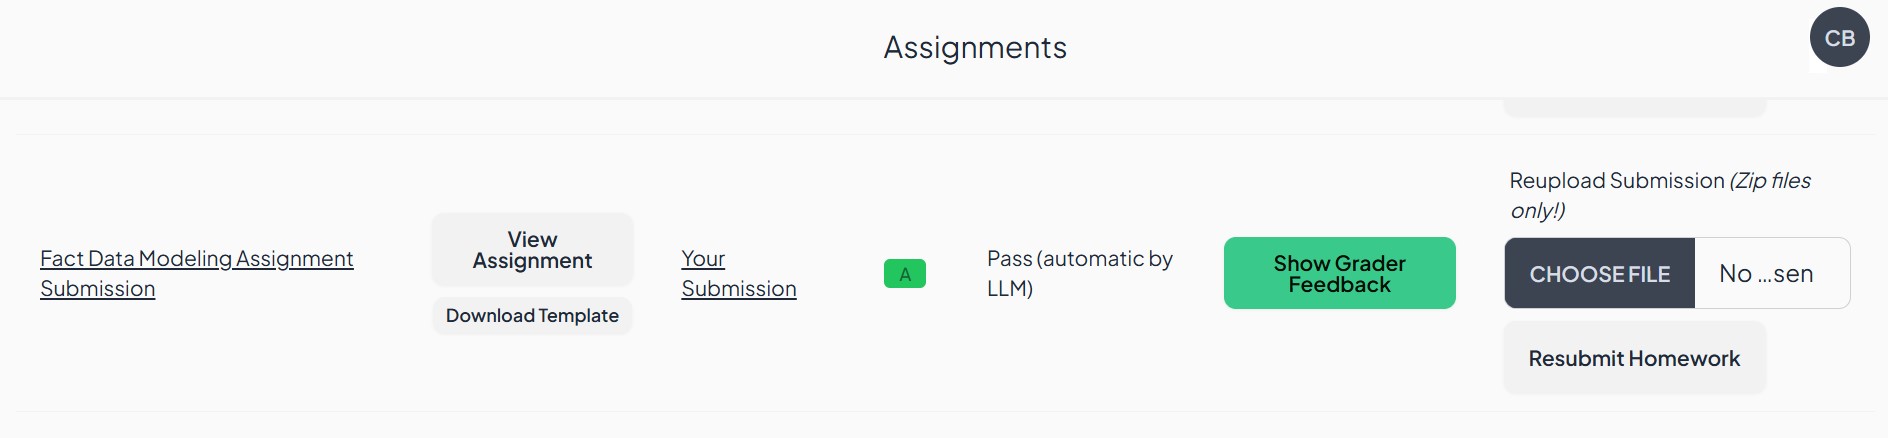 Assignments
CB
Fact Data Modeling Assignment
Submission
View
Assignment
Download Template
Your
Submission
A
Pass (automatic by
LLM)
Show Grader
Feedback
Reupload Submission (Zip files
only!)
CHOOSE FILE
No ...sen
Resubmit Homework